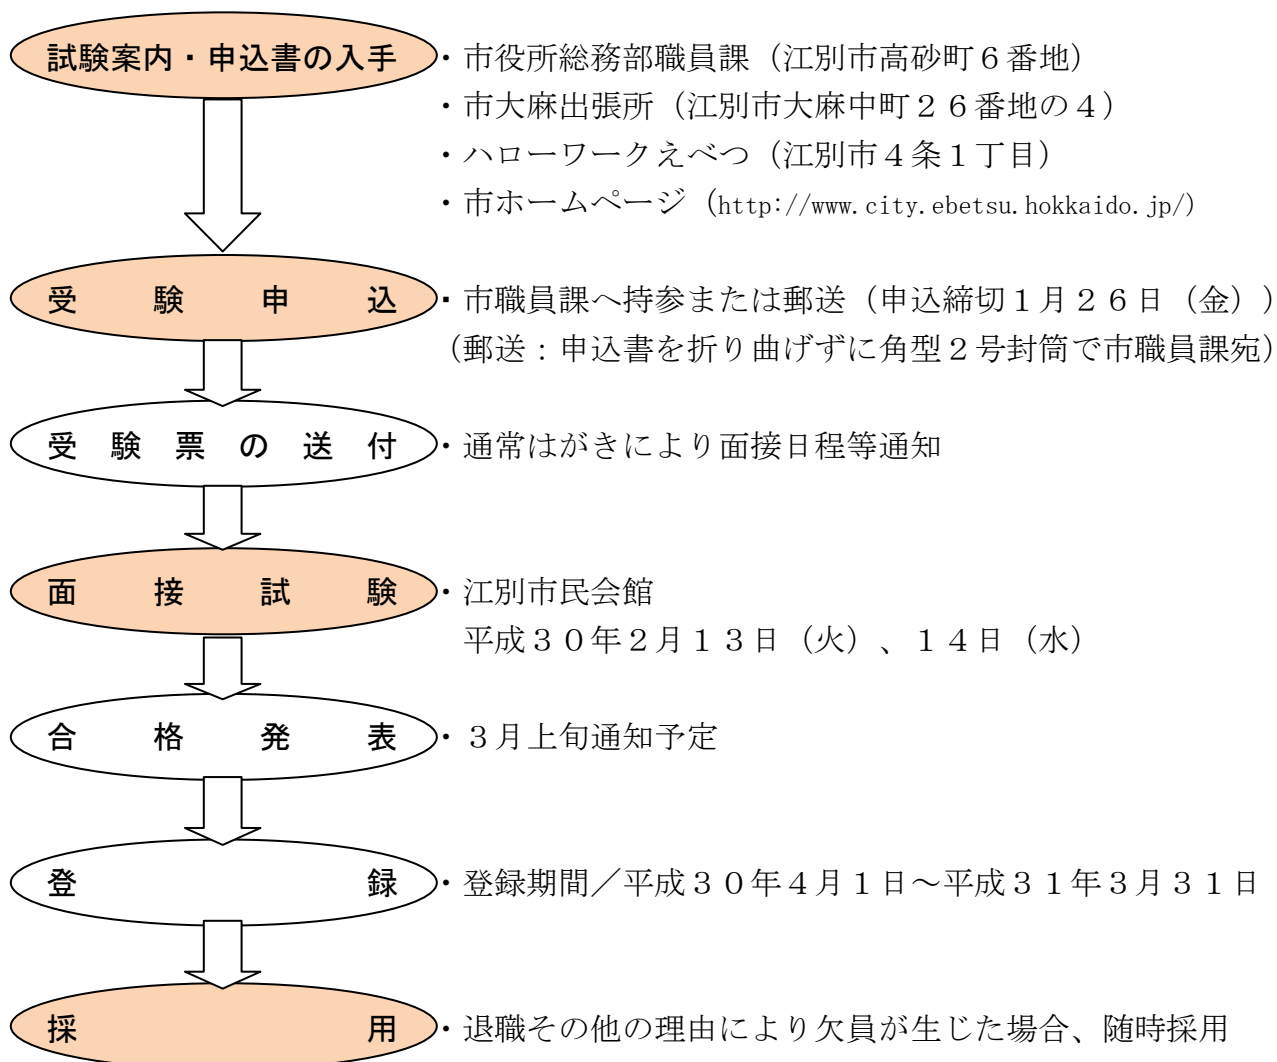 試験案内・申込書の入手・市役所総務部職員課（江別市高砂町６番地）
・市大麻出張所（江別市大麻中町２６番地の４）
・ハローワークえべつ（江別市４条１丁目）
・市ホームページ（http://www.city.ebetsu.hokkaido.jp/）
受験申込・市職員課へ持参または郵送（申込締切１月２６日（金））
（郵送：申込書を折り曲げずに角型２号封筒で市職員課宛）
受験票の送付・通常はがきにより面接日程等通知
面接試験・江別市民会館
平成３０年２月１３日（火）、１４日（水）
合格発表・３月上旬通知予定
登録・登録期間／平成３０年４月１日～平成３１年３月３１日
採用・退職その他の理由により欠員が生じた場合、随時採用